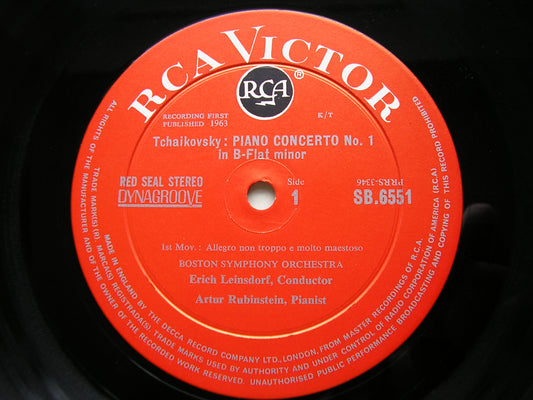 RCA VICTOR
®
RCA
RECORDING FIRST
PUBLISHED 1963
K/T
Tchaikovsky: PIANO CONCERTO No. 1
in B-Flat minor
RED SEAL STEREO
DYNAGROOVE
Side
1
PRRS-3346
SB.6551
1st Mov.: Allegro non troppo e molto maestoso
BOSTON SYMPHONY ORCHESTRA
Erich Leinsdorf, Conductor
Artur Rubinstein, Pianist
ALL RIGHTS OF THE MANUFACTURER AND OF THE OWNER OF THE RECORDED WORK RESERVED. UNAUTHORISED PUBLIC PERFORMANCE BROADCASTING AND COPYING OF THIS RECORD PROHIBITED
TRADE MARK(S) (D) MARCA(S) REGISTRADA(S) TRADE MARKS USED BY AUTHORITY AND UNDER CONTROL OF RADIO CORPORATION OF AMERICA (R.C.A.)
MADE IN ENGLAND BY THE DECCA RECORD COMPANY LTD., LONDON, FROM MASTER RECORDINGS OF R.C.A.